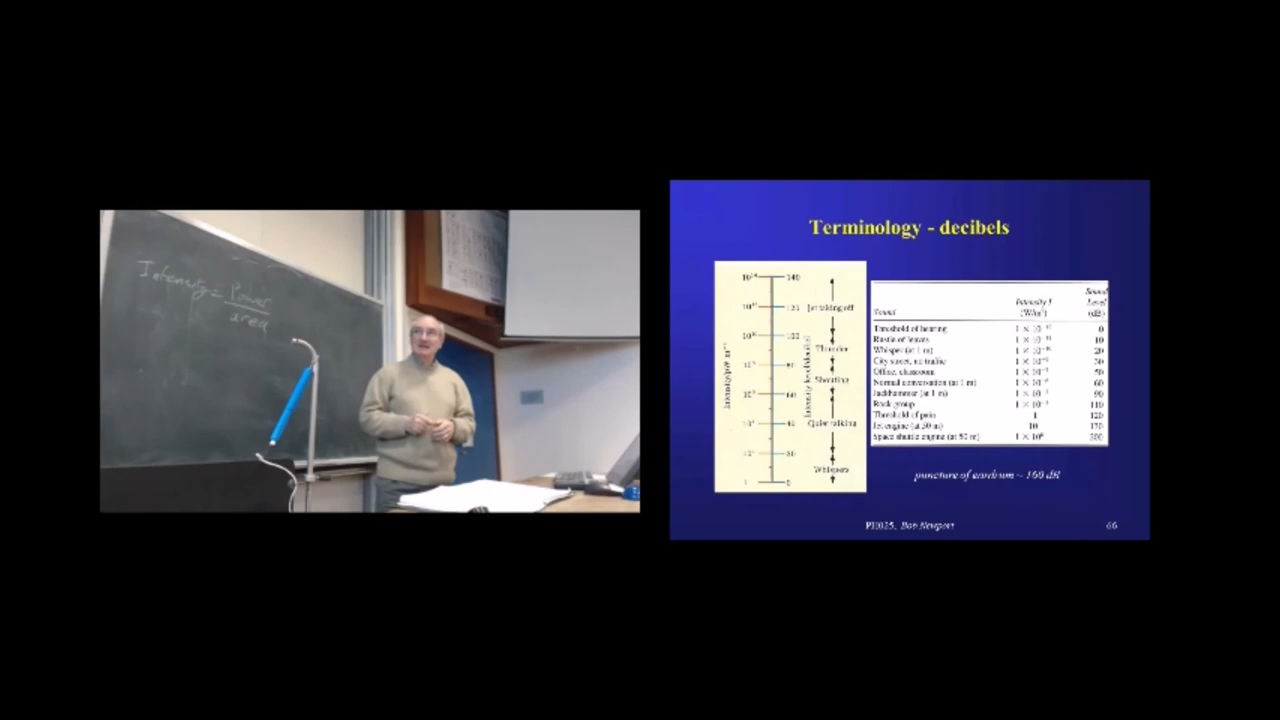 Intensity = Power
area
Terminology - decibels
140
120
Jet taking off
100
Thunder
80
Shouting
60
40
Quiet talking
20
Whispers
1
0
Sound
Intensity I
(W/m²)
Sound
Level
(dB)
Threshold of hearing
0
Rustle of leaves
10
Whisper (at 1 m)
20
City street, no traffic
30
Office, classroom
50
Normal conversation (at 1 m)
60
Jackhammer (at 1 m)
90
Rock group
110
Threshold of pain 1 120
Jet engine (at 50 m) 10 130
Space shuttle engine (at 50 m)
200
puncture of eardrum ~ 160 dB
PH025, Bob Newport
66